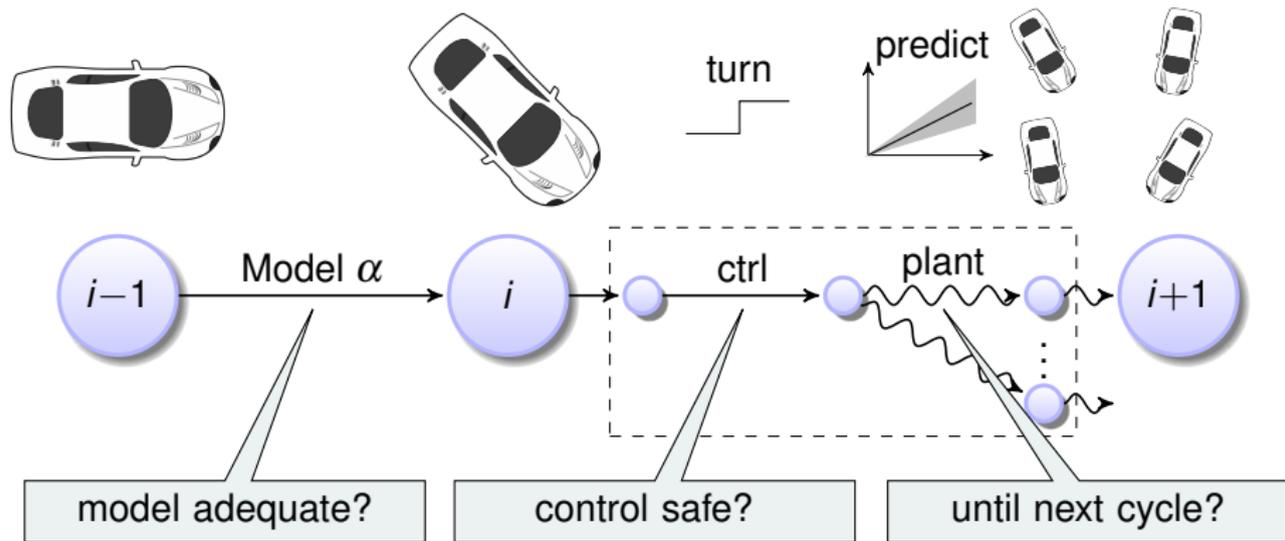 turn
predict
i−1
Model α
i
ctrl
plant
i+1
model adequate?
control safe?
until next cycle?